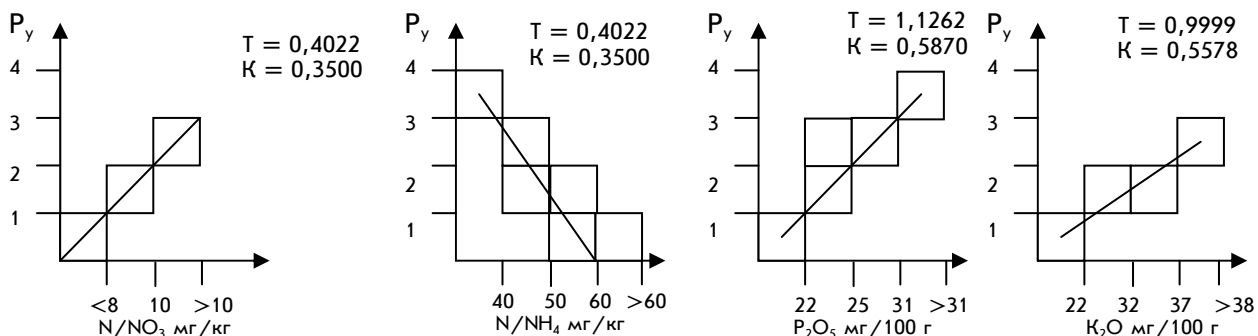 Pу
T = 0,4022
K = 0,3500
4
3
2
1
<8 10 >10
N/NO₃ мг/кг
Pу
T = 0,4022
K = 0,3500
4
3
2
1
40 50 60 >60
N/NH₄ мг/кг
Pу
T = 1,1262
K = 0,5870
4
3
2
1
22 25 31 >31
P₂O₅ мг/100 г
Pу
T = 0,9999
K = 0,5578
4
3
2
1
22 32 37 >38
K₂O мг/100 г